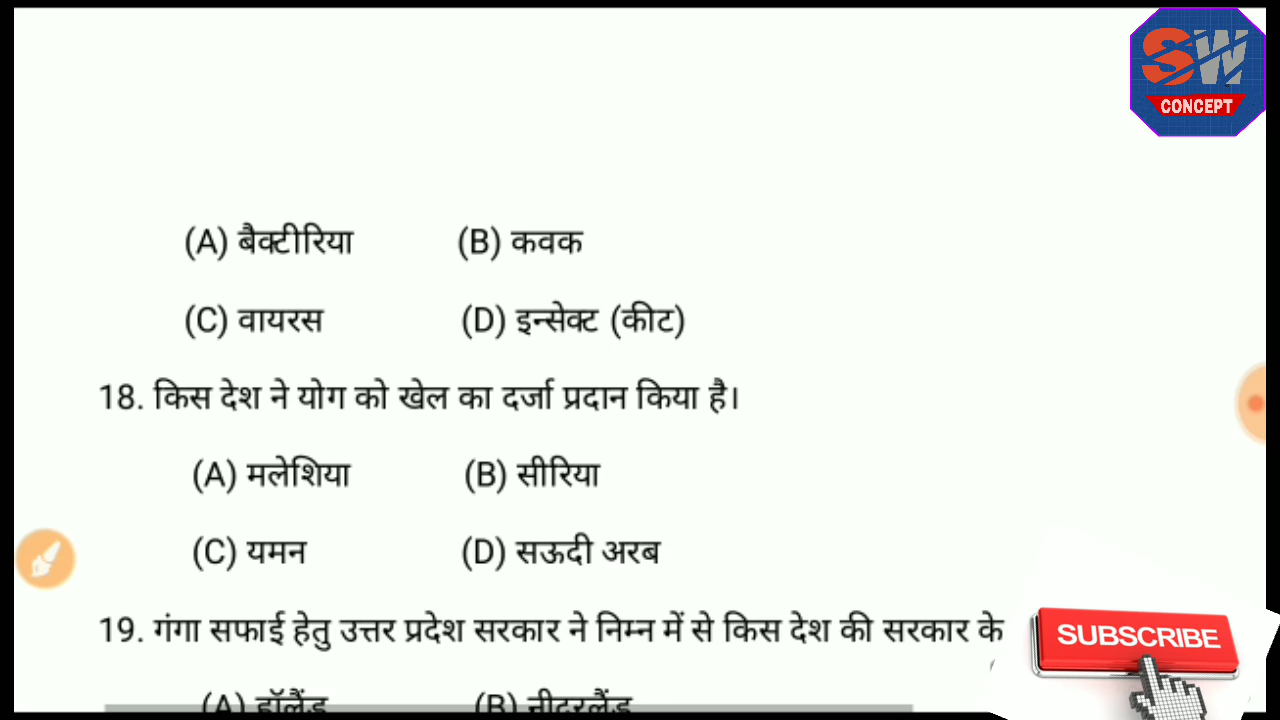 SW
CONCEPT
(A) बैक्टीरिया (B) कवक
(C) वायरस (D) इन्सेक्ट (कीट)
18. किस देश ने योग को खेल का दर्जा प्रदान किया है।
(A) मलेशिया (B) सीरिया
(C) यमन (D) सऊदी अरब
19. गंगा सफाई हेतु उत्तर प्रदेश सरकार ने निम्न में से किस देश की सरकार के
SUBSCRIBE
(A) हॉलैंड (B) नीदरलैंड